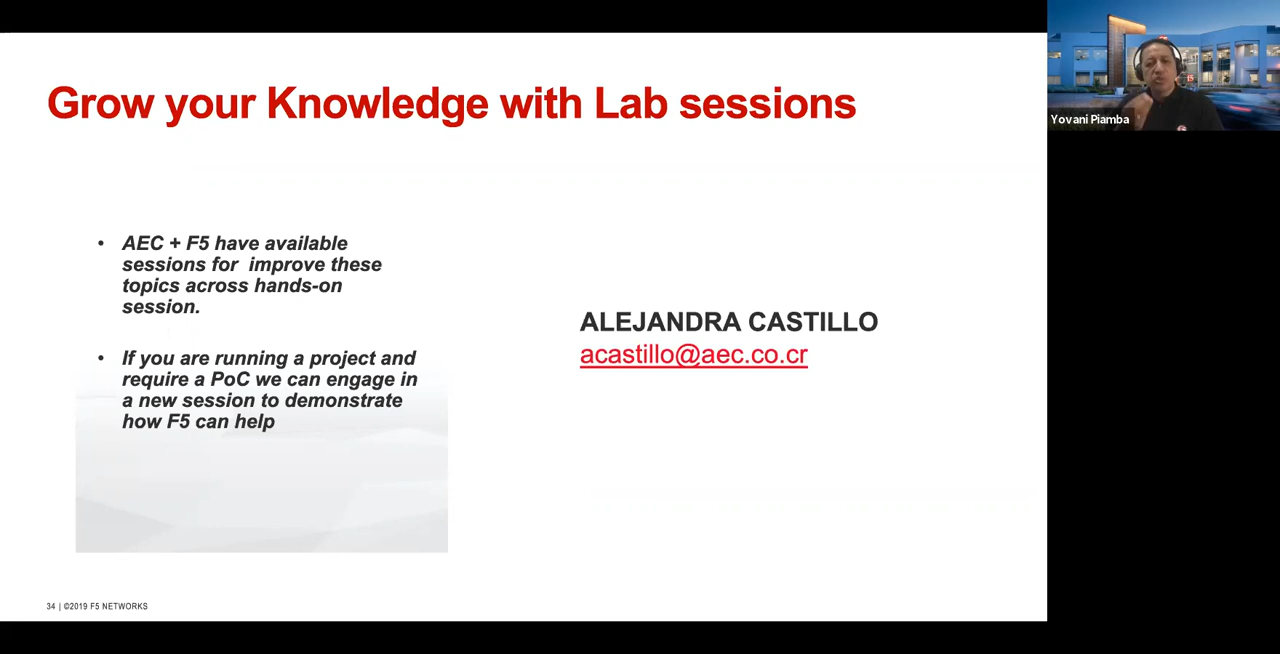 Grow your Knowledge with Lab sessions
• AEC + F5 have available
sessions for improve these
topics across hands-on
session.
• If you are running a project and
require a PoC we can engage in
a new session to demonstrate
how F5 can help
ALEJANDRA CASTILLO
acastillo@aec.co.cr
34 | ©2019 F5 NETWORKS
Yovani Piamba